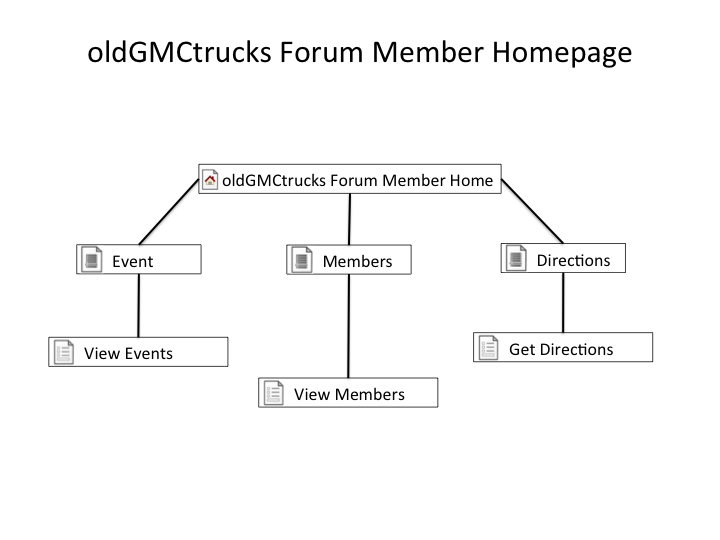 oldGMCtrucks Forum Member Homepage
oldGMCtrucks Forum Member Home
Event
Members
Directions
View Events
Get Directions
View Members